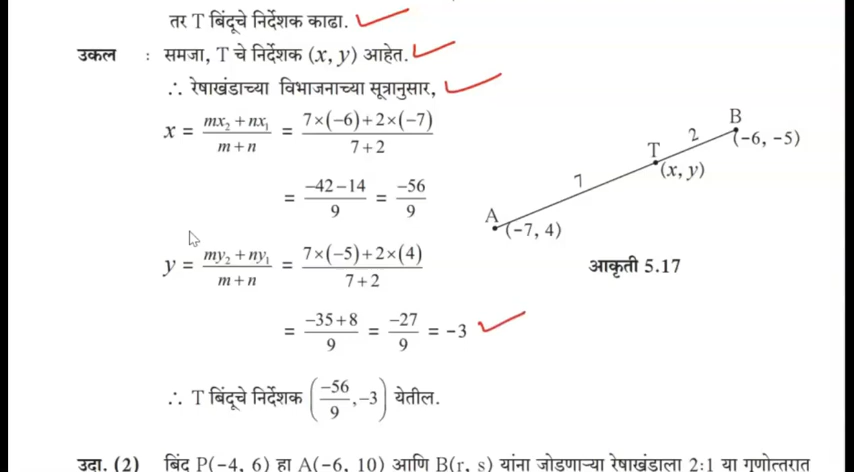 तर T बिंदूचे निर्देशक काढा.
उकल : समजा, T चे निर्देशक (x, y) आहेत.
∴ रेषाखंडाच्या विभाजनाच्या सूत्रानुसार,
x = (mx₂ + nx₁)/(m + n) = (7×(−6)+2×(−7))/(7+2)
= (−42−14)/9 = −56/9
y = (my₂ + ny₁)/(m + n) = (7×(−5)+2×(4))/(7+2)
= (−35+8)/9 = −27/9 = −3
∴ T बिंदूचे निर्देशक (−56/9, −3) येतील.
B
(−6, −5)
2
T
(x, y)
7
A
(−7, 4)
आकृती 5.17
उदा. (2) बिंदू P(−4, 6) हा A(−6, 10) आणि B(r, s) यांना जोडणाऱ्या रेषाखंडाला 2:1 या गुणोत्तरात